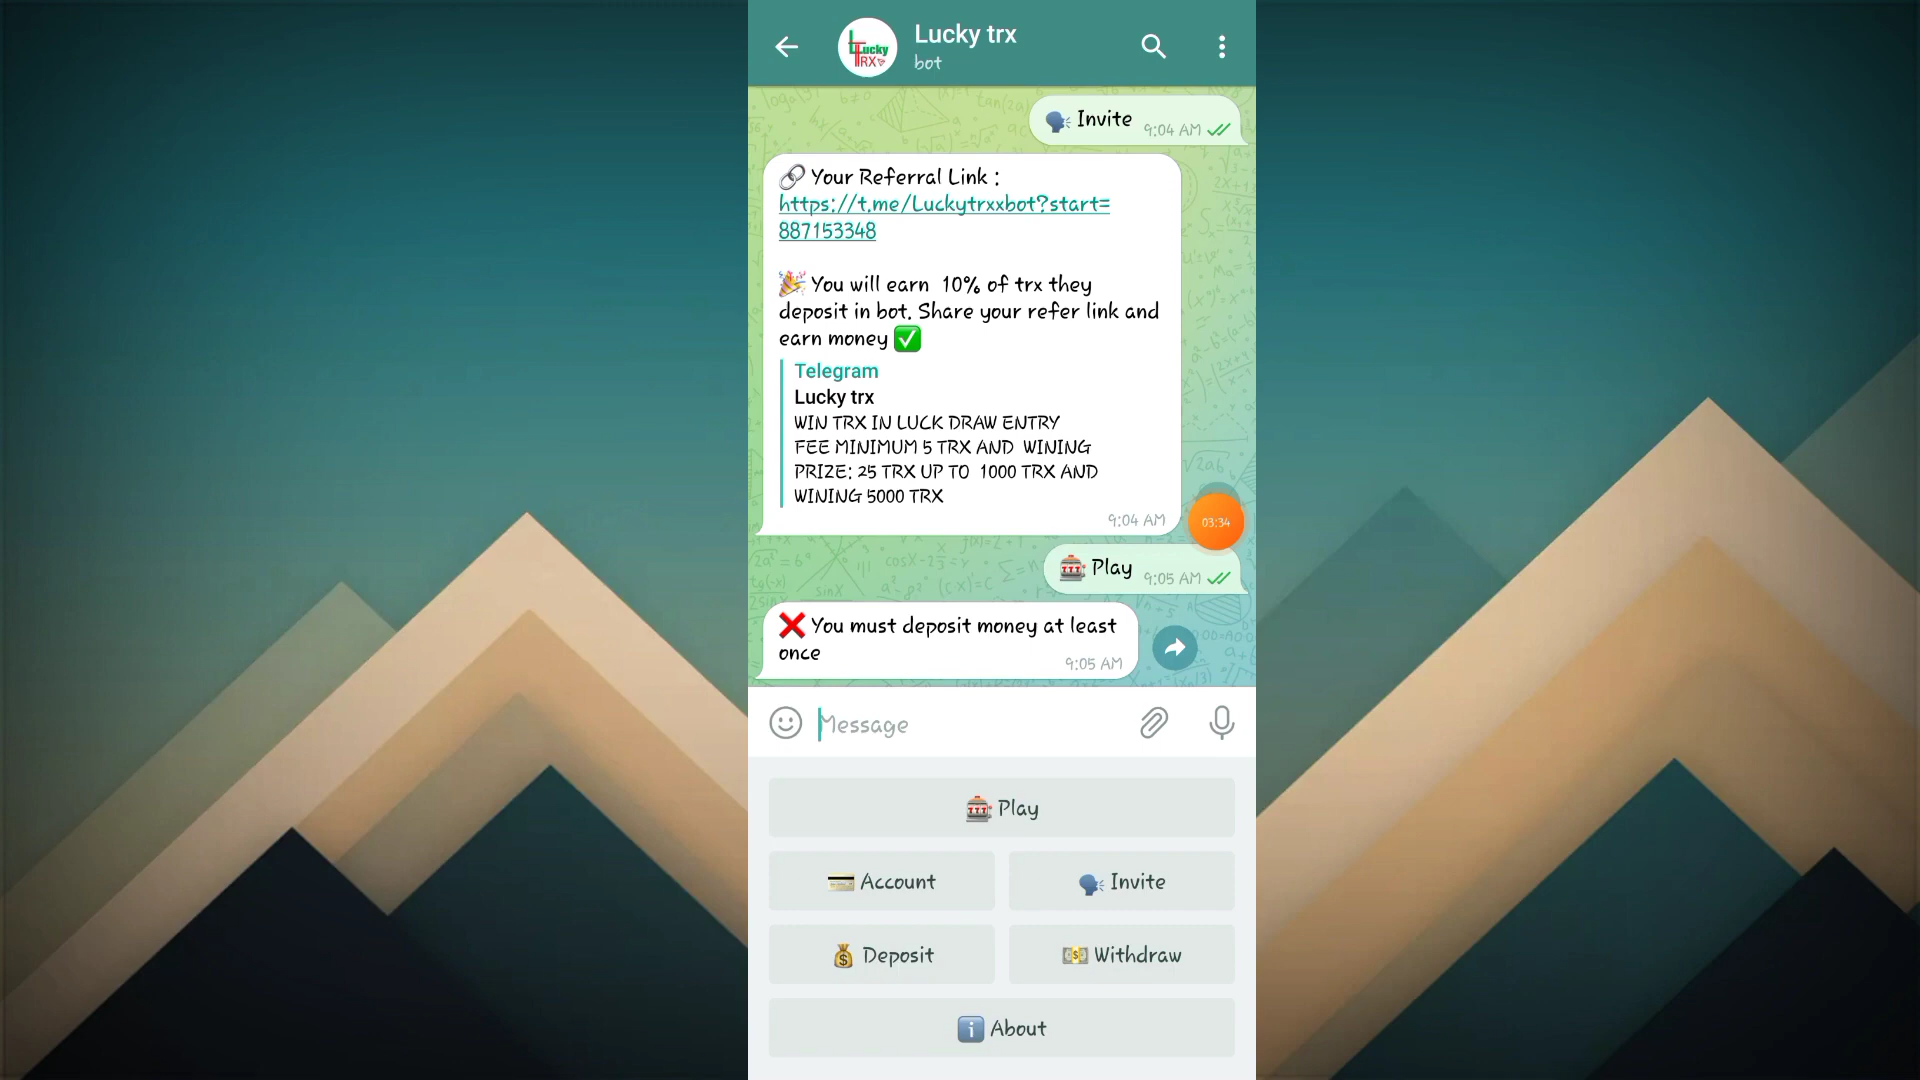 Lucky trx
bot
Lucky
TRX
🗣 Invite
9:04 AM
🔗 Your Referral Link :
https://t.me/Luckytrxxbot?start=
887153348
🎉 You will earn 10% of trx they
deposit in bot. Share your refer link and
earn money ✅
Telegram
Lucky trx
WIN TRX IN LUCK DRAW ENTRY
FEE MINIMUM 5 TRX AND WINING
PRIZE: 25 TRX UP TO 1000 TRX AND
WINING 5000 TRX
9:04 AM
03:34
🎰 Play
9:05 AM
❌ You must deposit money at least
once
9:05 AM
Message
🎰 Play
💳 Account
🗣 Invite
💰 Deposit
💵 Withdraw
ℹ️ About